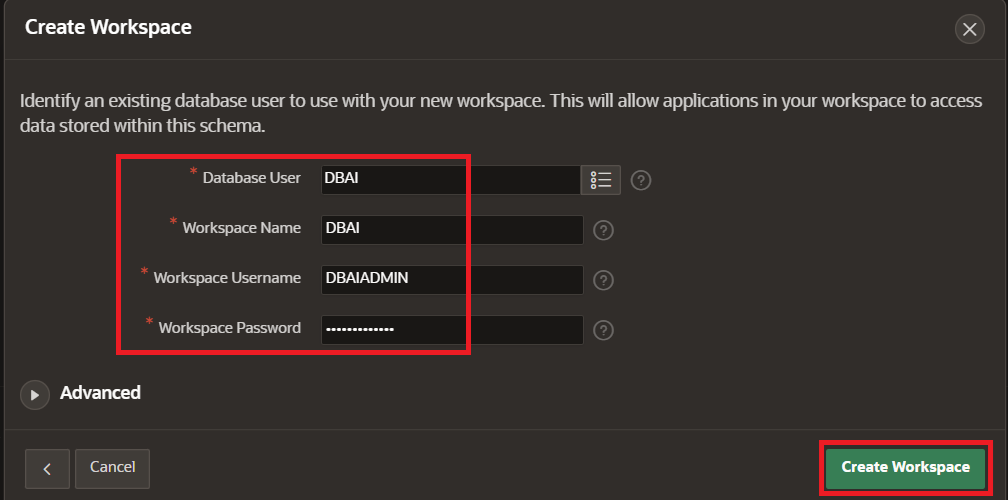 Create Workspace
Identify an existing database user to use with your new workspace. This will allow applications in your workspace to access
data stored within this schema.
* Database User DBAI ?
* Workspace Name DBAI ?
* Workspace Username DBAIADMIN ?
* Workspace Password ••••••••••••• ?
Advanced
Cancel Create Workspace